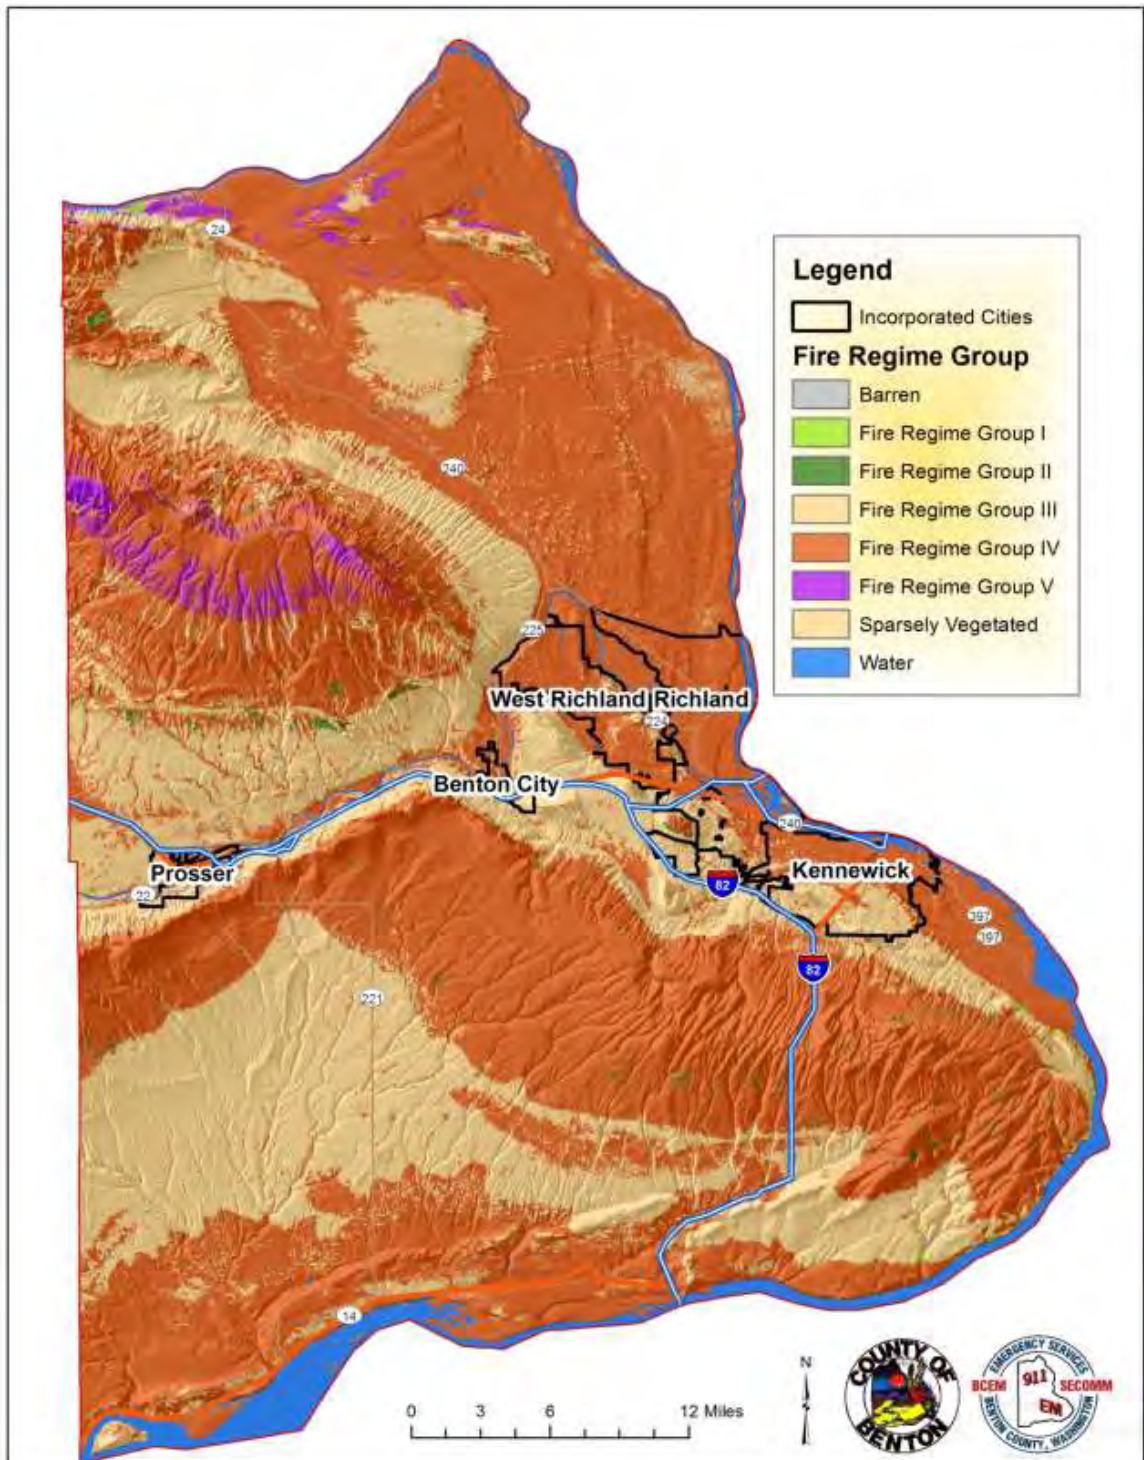 24
240
225
West Richland Richland
224
Benton City
240
Prosser
22
82
Kennewick
397
397
82
221
14
Legend
Incorporated Cities
Fire Regime Group
Barren
Fire Regime Group I
Fire Regime Group II
Fire Regime Group III
Fire Regime Group IV
Fire Regime Group V
Sparsely Vegetated
Water
0 3 6 12 Miles
N
COUNTY OF
BENTON
EMERGENCY SERVICES
BCEM 911 SECOMM
EM
BENTON COUNTY, WASHINGTON